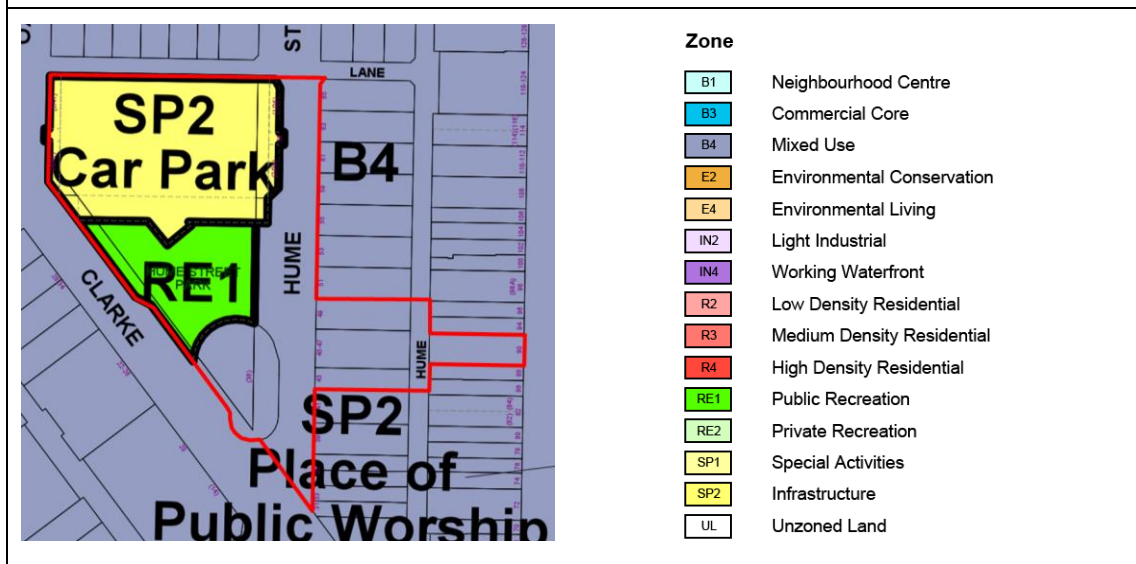 ST
LANE
SP2
Car Park
B4
HUME
HUME STREET
PARK
RE1
CLARKE
HUME
SP2
Place of
Public Worship
Zone
B1 Neighbourhood Centre
B3 Commercial Core
B4 Mixed Use
E2 Environmental Conservation
E4 Environmental Living
IN2 Light Industrial
IN4 Working Waterfront
R2 Low Density Residential
R3 Medium Density Residential
R4 High Density Residential
RE1 Public Recreation
RE2 Private Recreation
SP1 Special Activities
SP2 Infrastructure
UL Unzoned Land